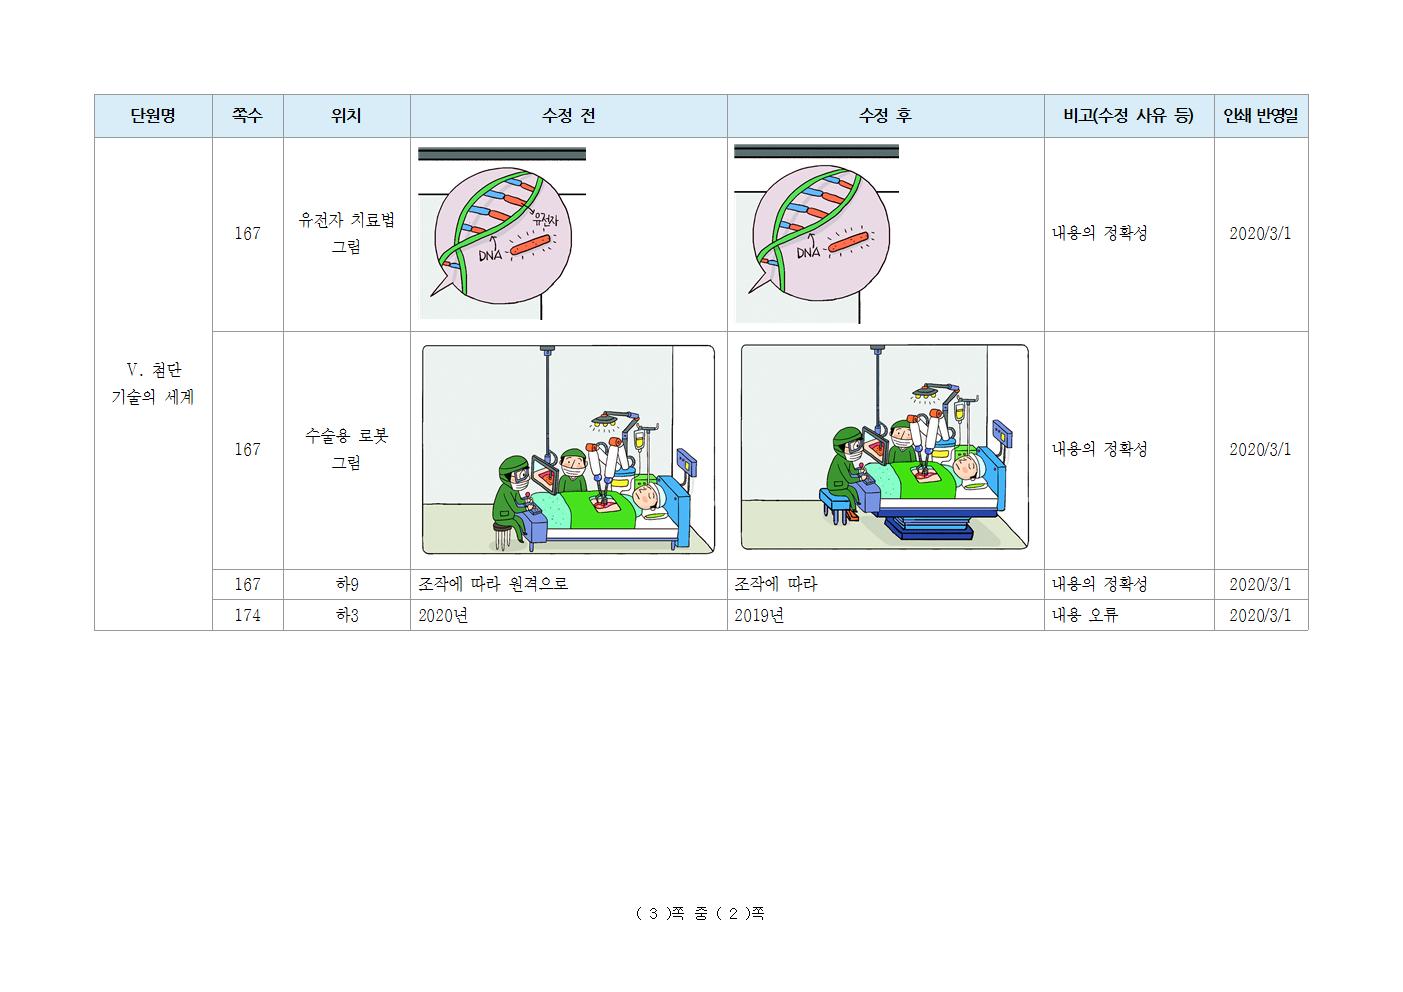 단원명 쪽수 위치 수정 전 수정 후 비고(수정 사유 등) 인쇄 반영일
V. 첨단
기술의 세계
167
유전자 치료법
그림
유전자
DNA
DNA
내용의 정확성
2020/3/1
167
수술용 로봇
그림
내용의 정확성
2020/3/1
167 하9 조작에 따라 원격으로 조작에 따라 내용의 정확성 2020/3/1
174 하3 2020년 2019년 내용 오류 2020/3/1
( 3 )쪽 중 ( 2 )쪽